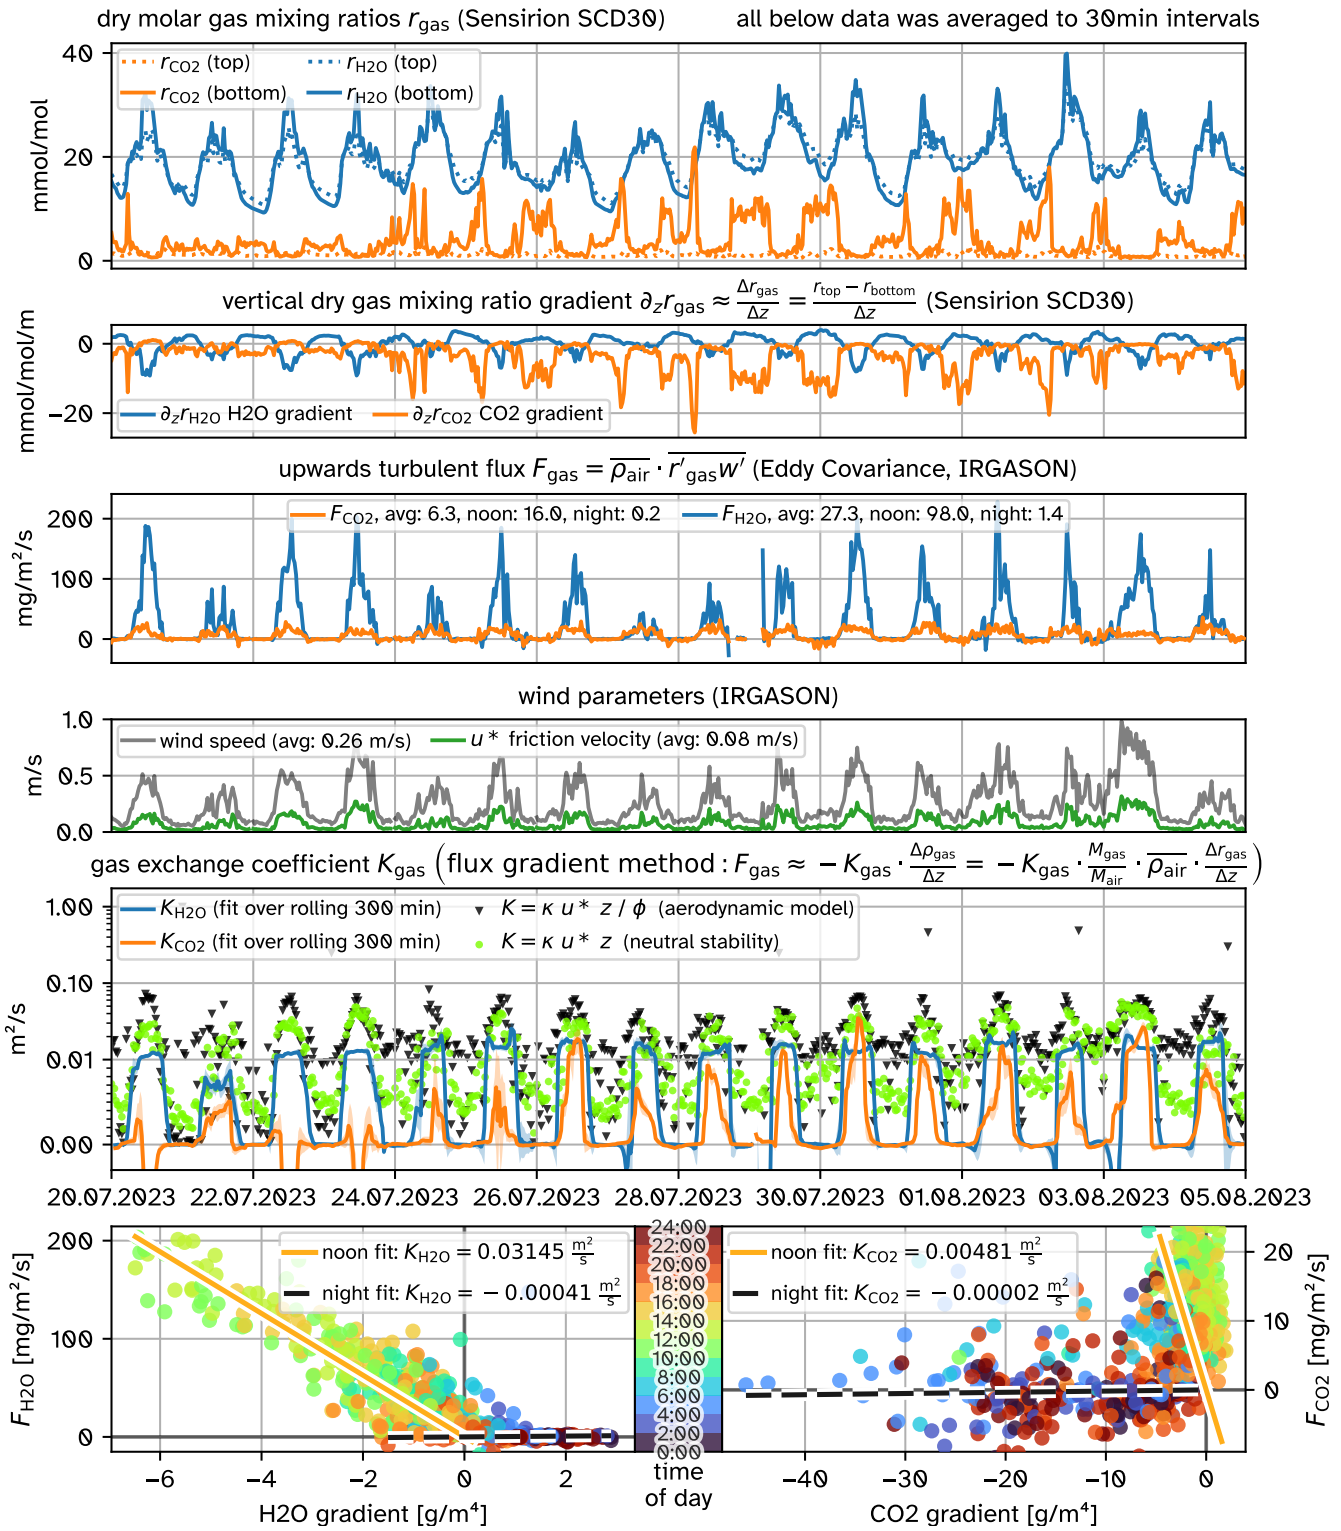 dry molar gas mixing ratios r_gas (Sensirion SCD30) all below data was averaged to 30min intervals
40
20
0
mmol/mol
r_CO2 (top) r_H2O (top)
r_CO2 (bottom) r_H2O (bottom)
vertical dry gas mixing ratio gradient ∂_z r_gas ≈ Δr_gas/Δz = (r_top − r_bottom)/Δz (Sensirion SCD30)
0
−20
mmol/mol/m
∂_z r_H2O H2O gradient ∂_z r_CO2 CO2 gradient
upwards turbulent flux F_gas = ρ_air‾ · r'_gas w'‾ (Eddy Covariance, IRGASON)
200
100
0
mg/m²/s
F_CO2, avg: 6.3, noon: 16.0, night: 0.2 F_H2O, avg: 27.3, noon: 98.0, night: 1.4
wind parameters (IRGASON)
1.0
0.5
0.0
m/s
wind speed (avg: 0.26 m/s) u* friction velocity (avg: 0.08 m/s)
gas exchange coefficient K_gas (flux gradient method : F_gas ≈ −K_gas · Δρ_gas/Δz = −K_gas · M_gas/M_air · ρ_air‾ · Δr_gas/Δz)
1.00
0.10
0.01
0.00
m²/s
K_H2O (fit over rolling 300 min) K = κ u* z / ϕ (aerodynamic model)
K_CO2 (fit over rolling 300 min) K = κ u* z (neutral stability)
20.07.2023 22.07.2023 24.07.2023 26.07.2023 28.07.2023 30.07.2023 01.08.2023 03.08.2023 05.08.2023
200
100
0
F_H2O [mg/m²/s]
noon fit: K_H2O = 0.03145 m²/s
night fit: K_H2O = −0.00041 m²/s
−6 −4 −2 0 2
H2O gradient [g/m⁴]
24:00
22:00
20:00
18:00
16:00
14:00
12:00
10:00
8:00
6:00
4:00
2:00
0:00
time
of day
noon fit: K_CO2 = 0.00481 m²/s
night fit: K_CO2 = −0.00002 m²/s
20
10
0
F_CO2 [mg/m²/s]
−40 −30 −20 −10 0
CO2 gradient [g/m⁴]